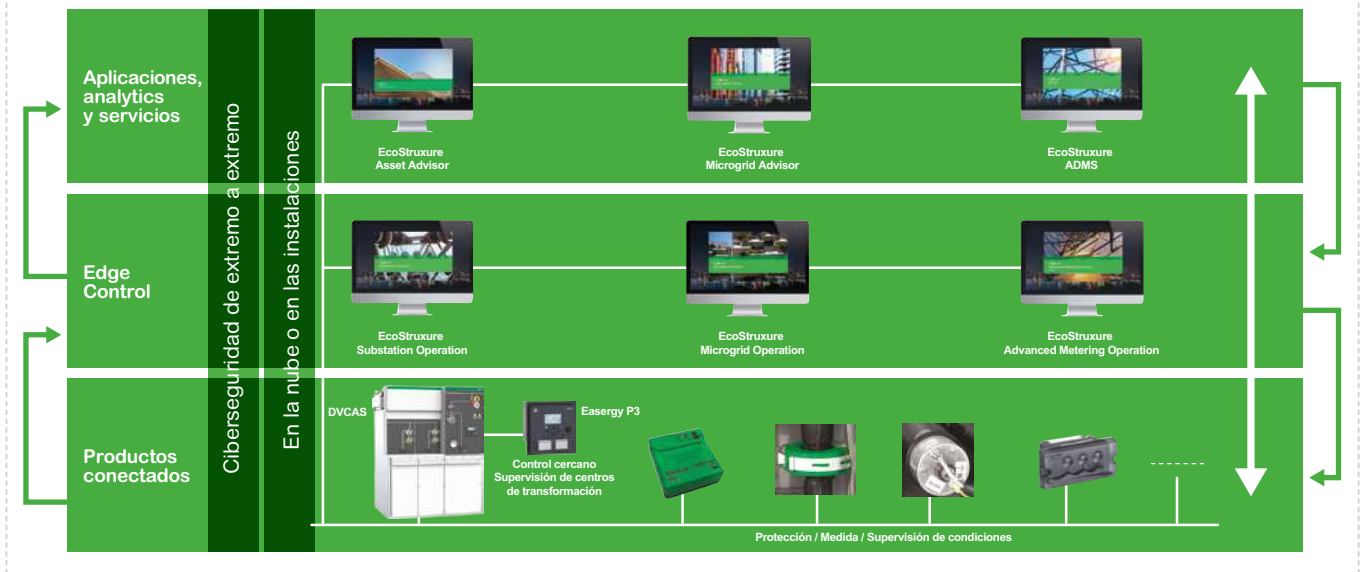 Aplicaciones,
analytics
y servicios
Ciberseguridad de extremo a extremo
En la nube o en las instalaciones
EcoStruxure
Asset Advisor
EcoStruxure
Microgrid Advisor
EcoStruxure
ADMS
Edge
Control
EcoStruxure
Substation Operation
EcoStruxure
Microgrid Operation
EcoStruxure
Advanced Metering Operation
Productos
conectados
DVCAS
Easergy P3
Control cercano
Supervisión de centros
de transformación
Protección / Medida / Supervisión de condiciones